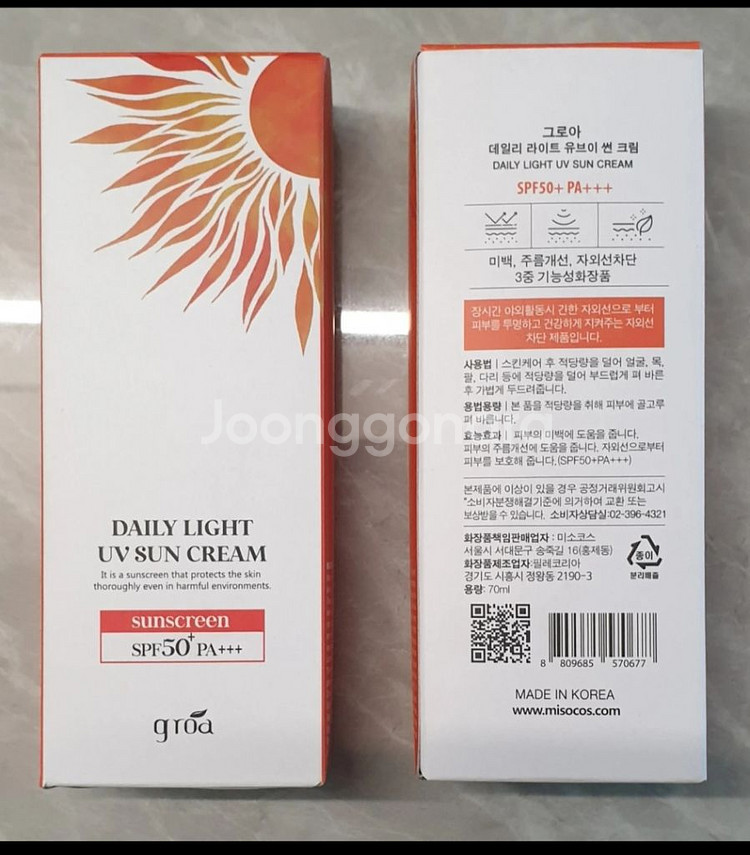 DAILY LIGHT
UV SUN CREAM
It is a sunscreen that protects the skin
thoroughly even in harmful environments.
sunscreen
SPF50+ PA+++
groa
그로아
데일리 라이트 유브이 썬 크림
DAILY LIGHT UV SUN CREAM
SPF50+ PA+++
미백, 주름개선, 자외선차단
3중 기능성화장품
장시간 야외활동시 긴한 자외선으로 부터
피부를 투명하고 건강하게 지켜주는 자외선
차단 제품입니다.
사용법 | 스킨케어 후 적당량을 덜어 얼굴, 목,
팔, 다리 등에 적당량을 덜어 부드럽게 펴 바른
후 가볍게 두드려줍니다.
용법용량 | 본 품을 적당량을 취해 피부에 골고루
펴 바릅니다.
효능효과 | 피부의 미백에 도움을 줍니다.
피부의 주름개선에 도움을 줍니다. 자외선으로부터
피부를 보호해 줍니다.(SPF50+PA+++)
본제품에 이상이 있을 경우 공정거래위원회고시
"소비자분쟁해결기준에 의거하여 교환 또는
보상받을 수 있습니다. 소비자상담실:02-396-4321
화장품책임판매업자 : 미소코스
서울시 서대문구 송죽길 16(홍제동)
화장품제조업자:필레코리아
경기도 시흥시 정왕동 2190-3
용량: 70ml
종이
분리배출
8 809685 570677
MADE IN KOREA
www.misocos.com
Joonggonara